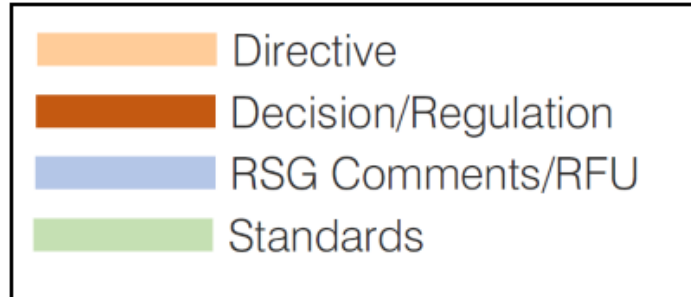 Directive
Decision/Regulation
RSG Comments/RFU
Standards